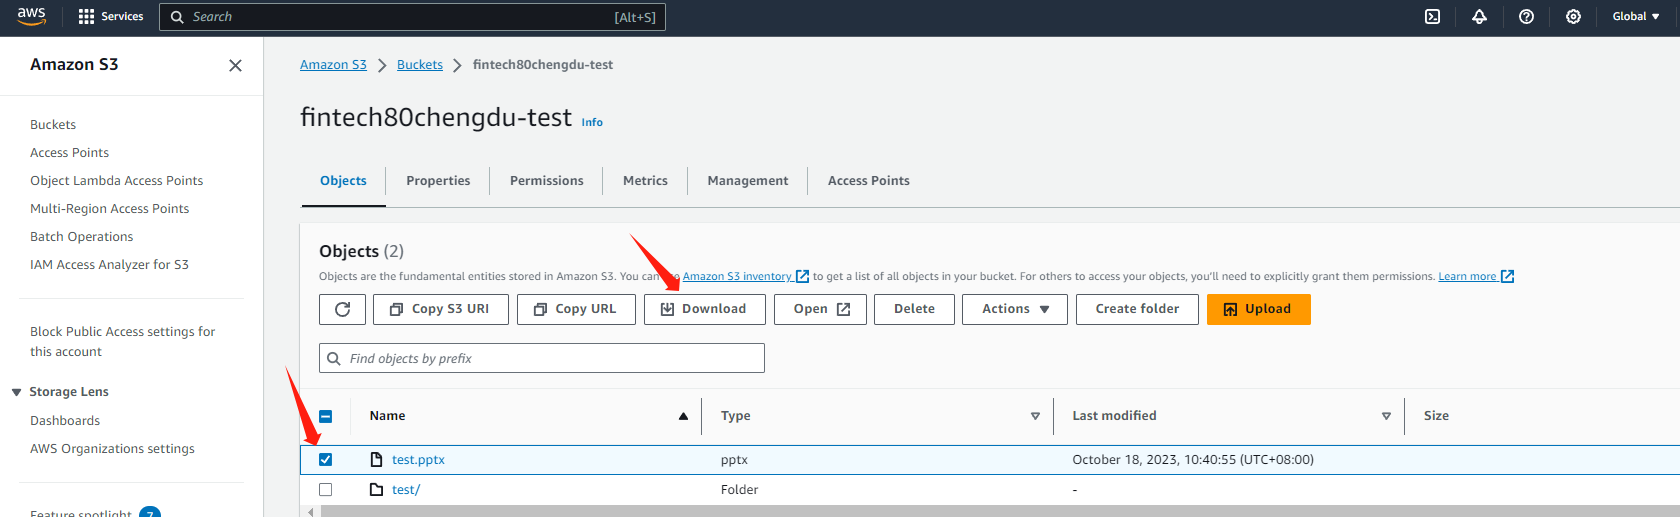 aws
Services
Search
[Alt+S]
Global
Amazon S3
Buckets
Access Points
Object Lambda Access Points
Multi-Region Access Points
Batch Operations
IAM Access Analyzer for S3
Block Public Access settings for
this account
Storage Lens
Dashboards
AWS Organizations settings
Feature spotlight 7
Amazon S3 > Buckets > fintech80chengdu-test
fintech80chengdu-test Info
Objects
Properties
Permissions
Metrics
Management
Access Points
Objects (2)
Objects are the fundamental entities stored in Amazon S3. You can Amazon S3 inventory to get a list of all objects in your bucket. For others to access your objects, you'll need to explicitly grant them permissions. Learn more
Copy S3 URI
Copy URL
Download
Open
Delete
Actions
Create folder
Upload
Find objects by prefix
Name Type Last modified Size
test.pptx pptx October 18, 2023, 10:40:55 (UTC+08:00)
test/ Folder -